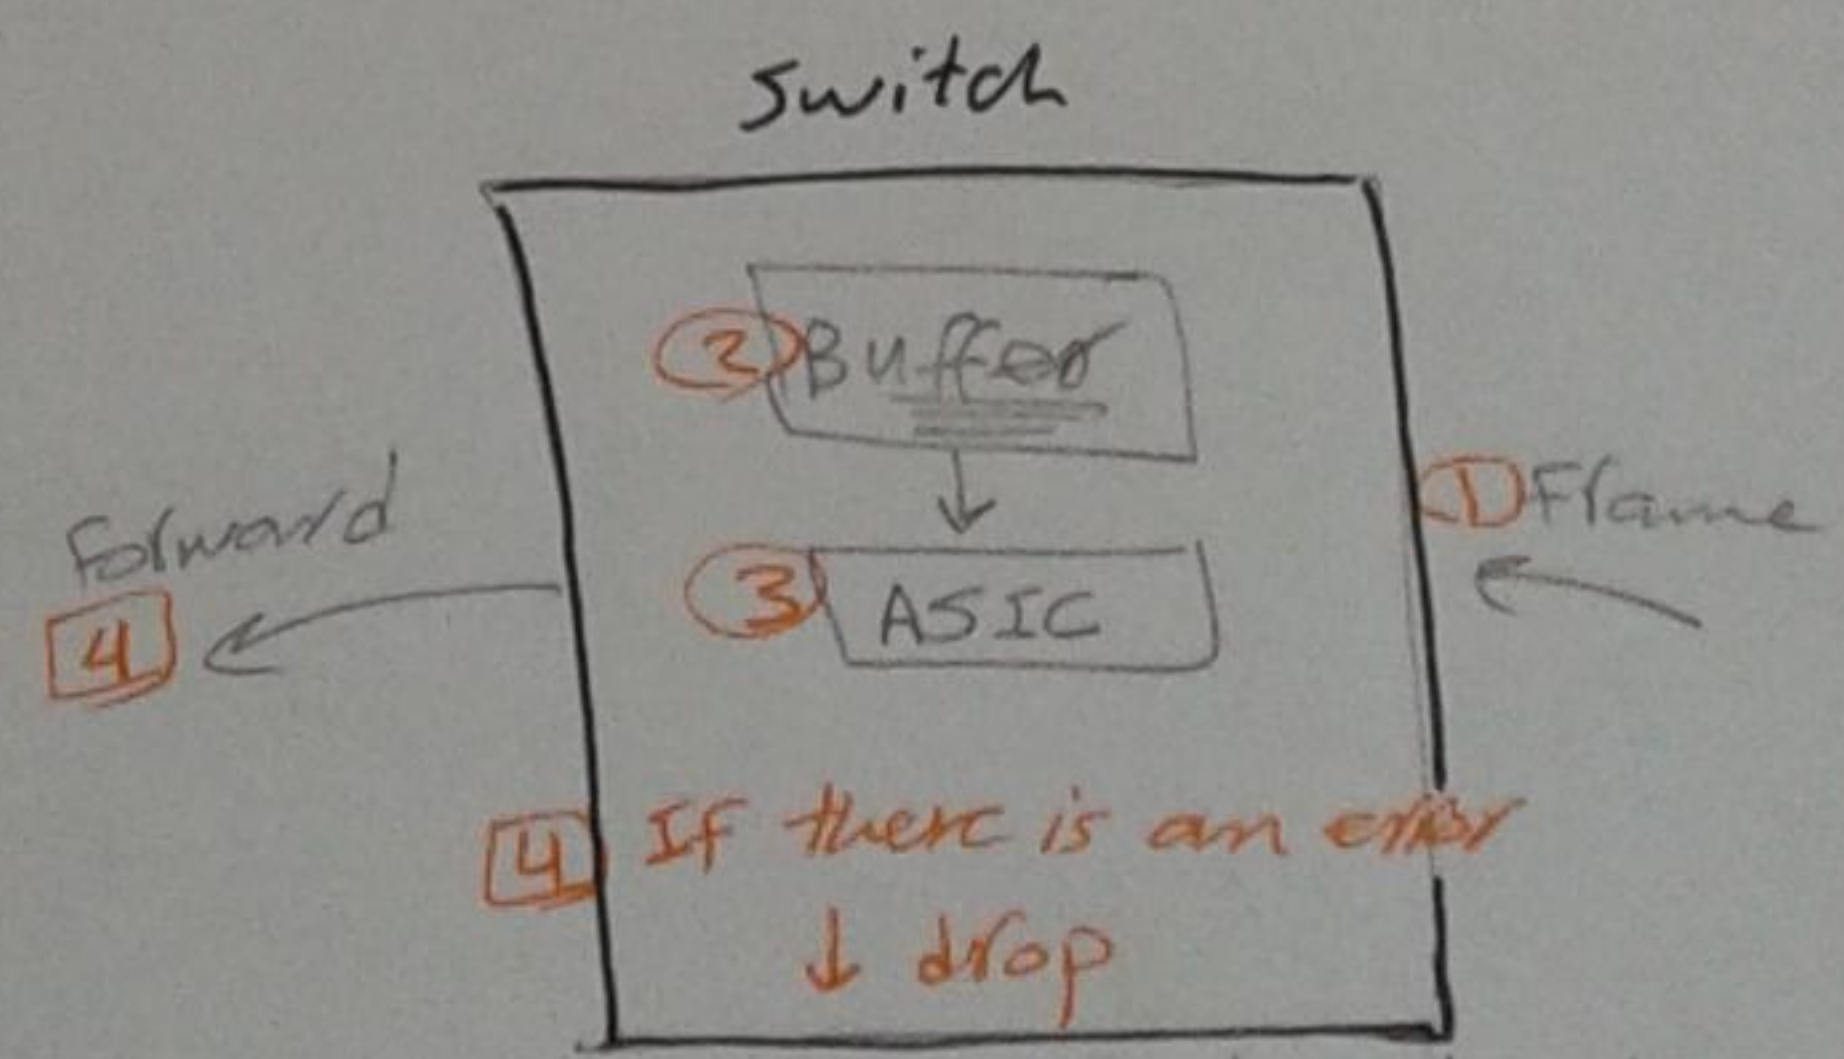 Switch
② Buffer
① Frame
Forward
③ ASIC
4
4 If there is an error
↓ drop